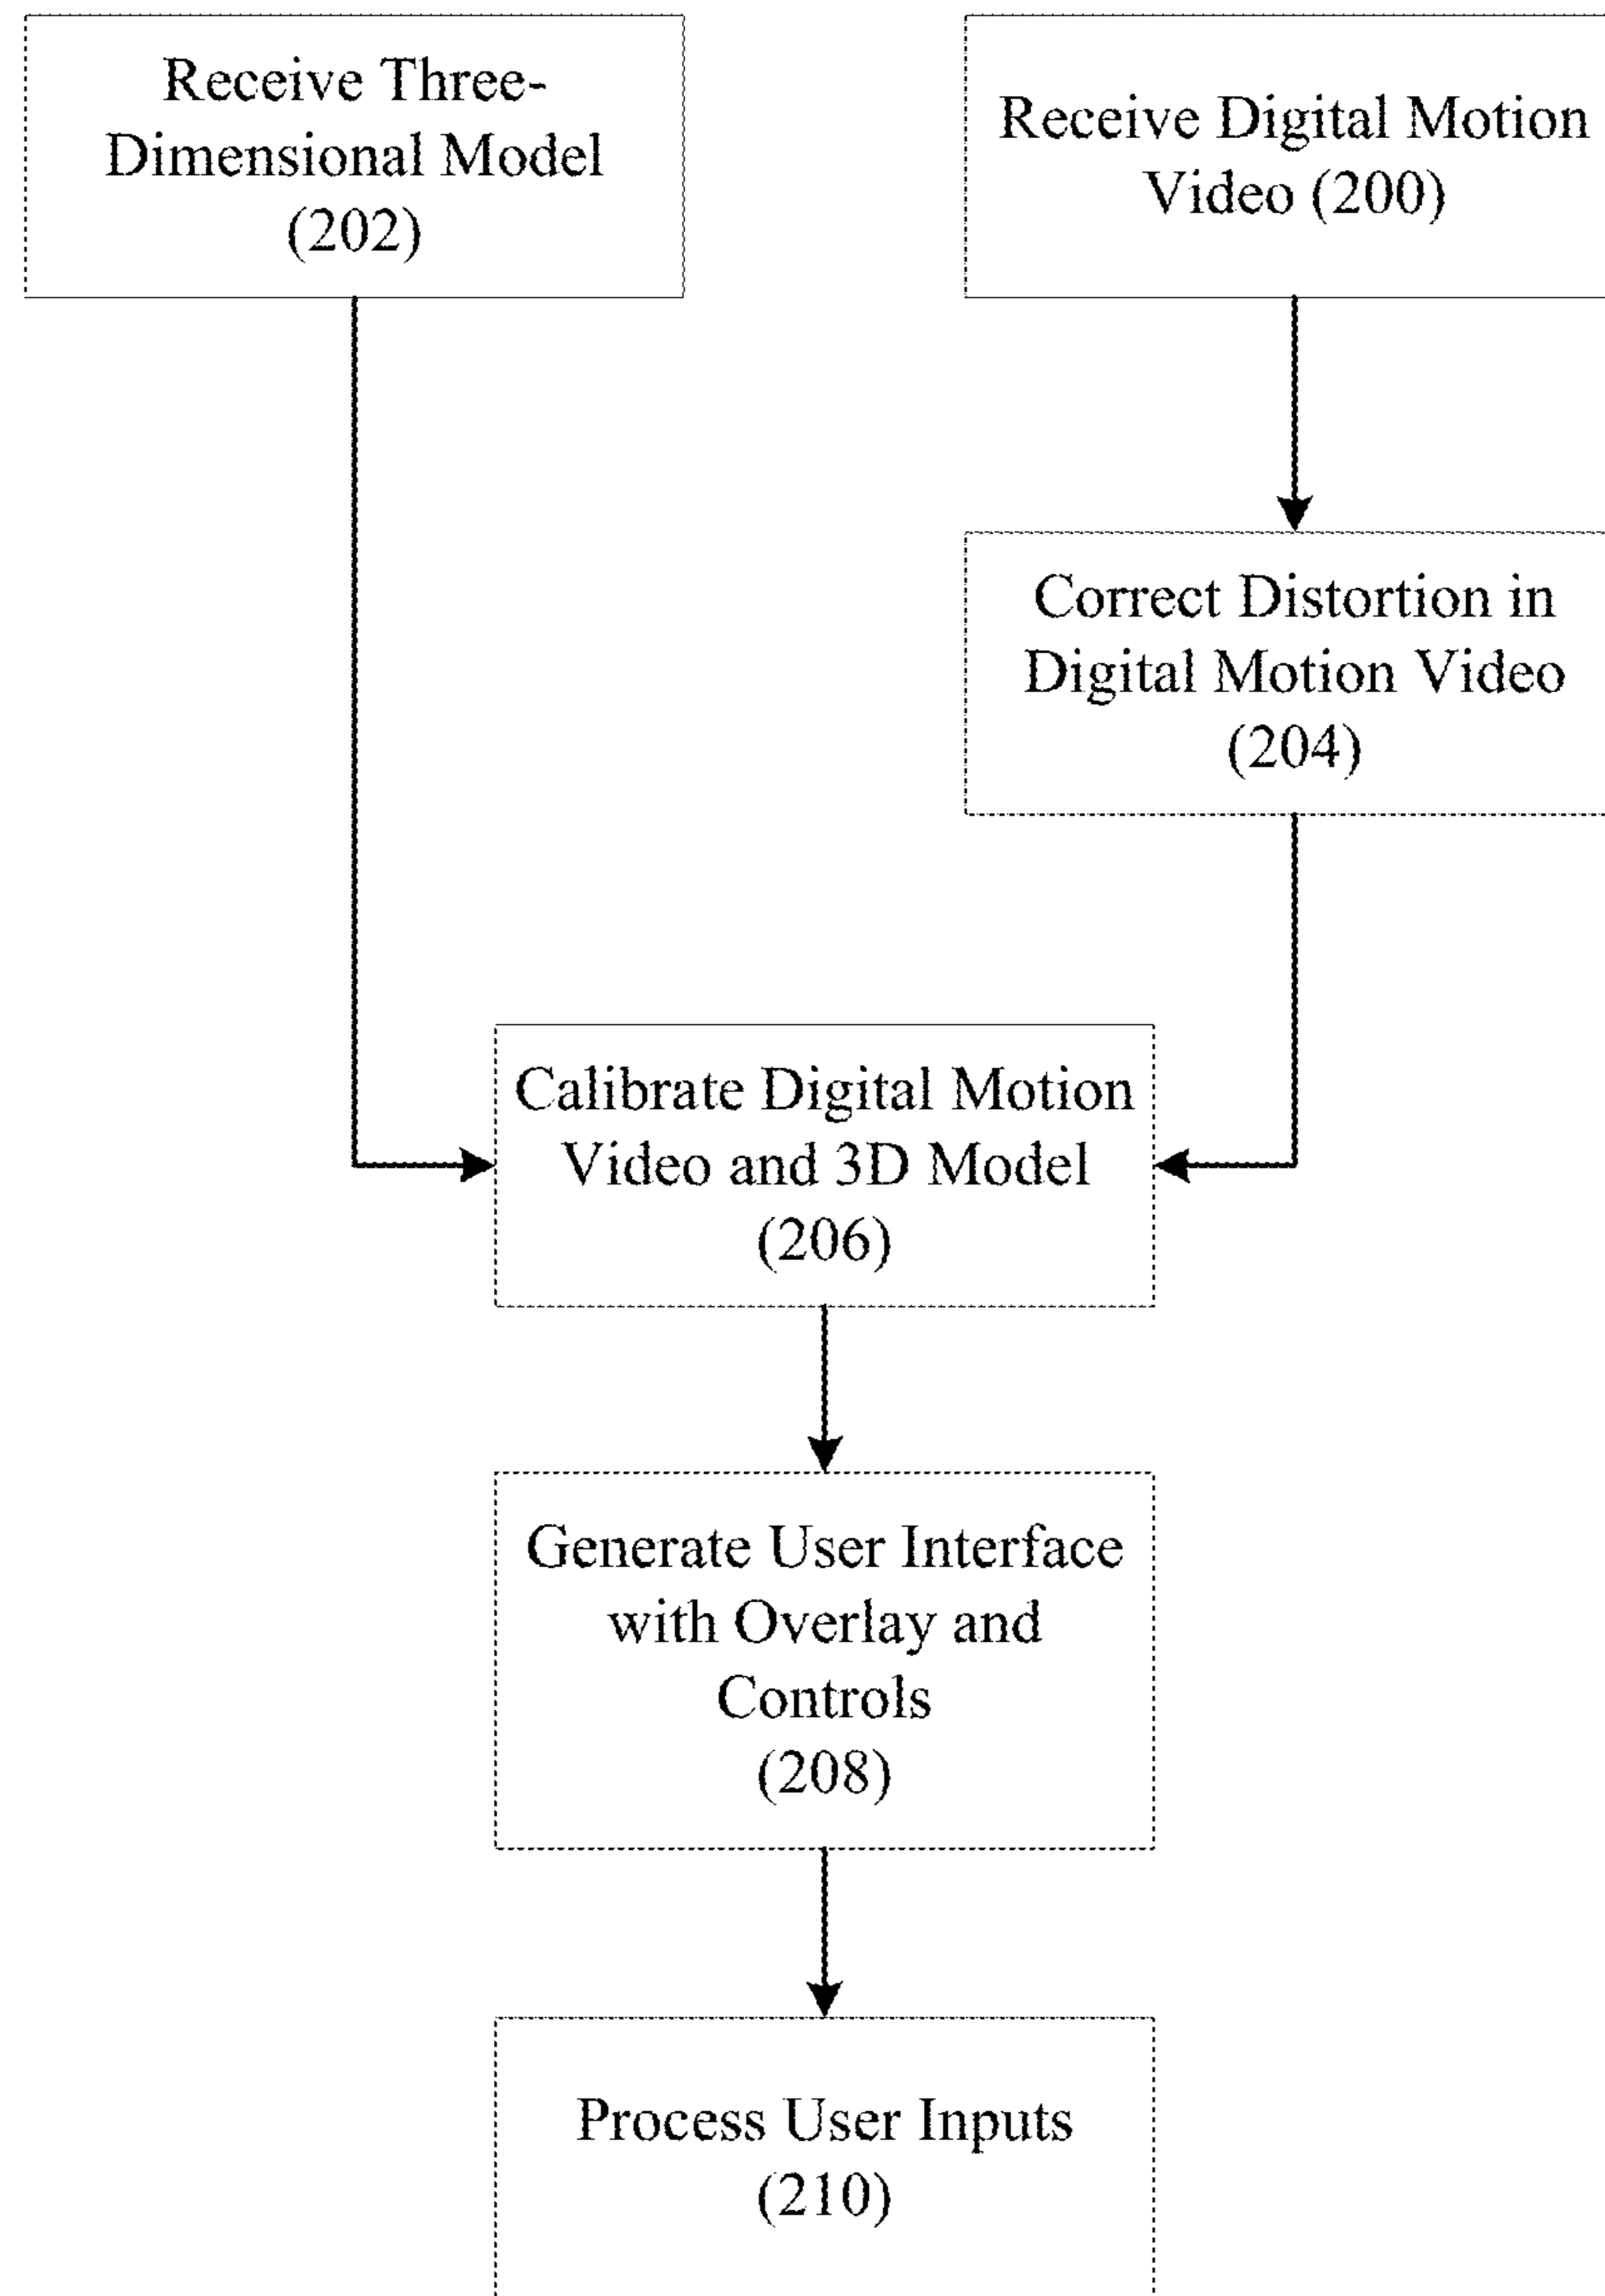 Receive Three-
Dimensional Model
(202)
Receive Digital Motion
Video (200)
Correct Distortion in
Digital Motion Video
(204)
Calibrate Digital Motion
Video and 3D Model
(206)
Generate User Interface
with Overlay and
Controls
(208)
Process User Inputs
(210)